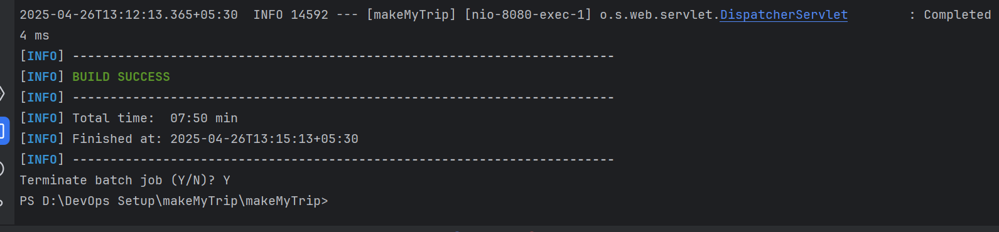 2025-04-26T13:12:13.365+05:30  INFO 14592 --- [makeMyTrip] [nio-8080-exec-1] o.s.web.servlet.DispatcherServlet        : Completed
4 ms
[INFO] ------------------------------------------------------------------------
[INFO] BUILD SUCCESS
[INFO] ------------------------------------------------------------------------
[INFO] Total time:  07:50 min
[INFO] Finished at: 2025-04-26T13:15:13+05:30
[INFO] ------------------------------------------------------------------------
Terminate batch job (Y/N)? Y
PS D:\DevOps Setup\makeMyTrip\makeMyTrip>